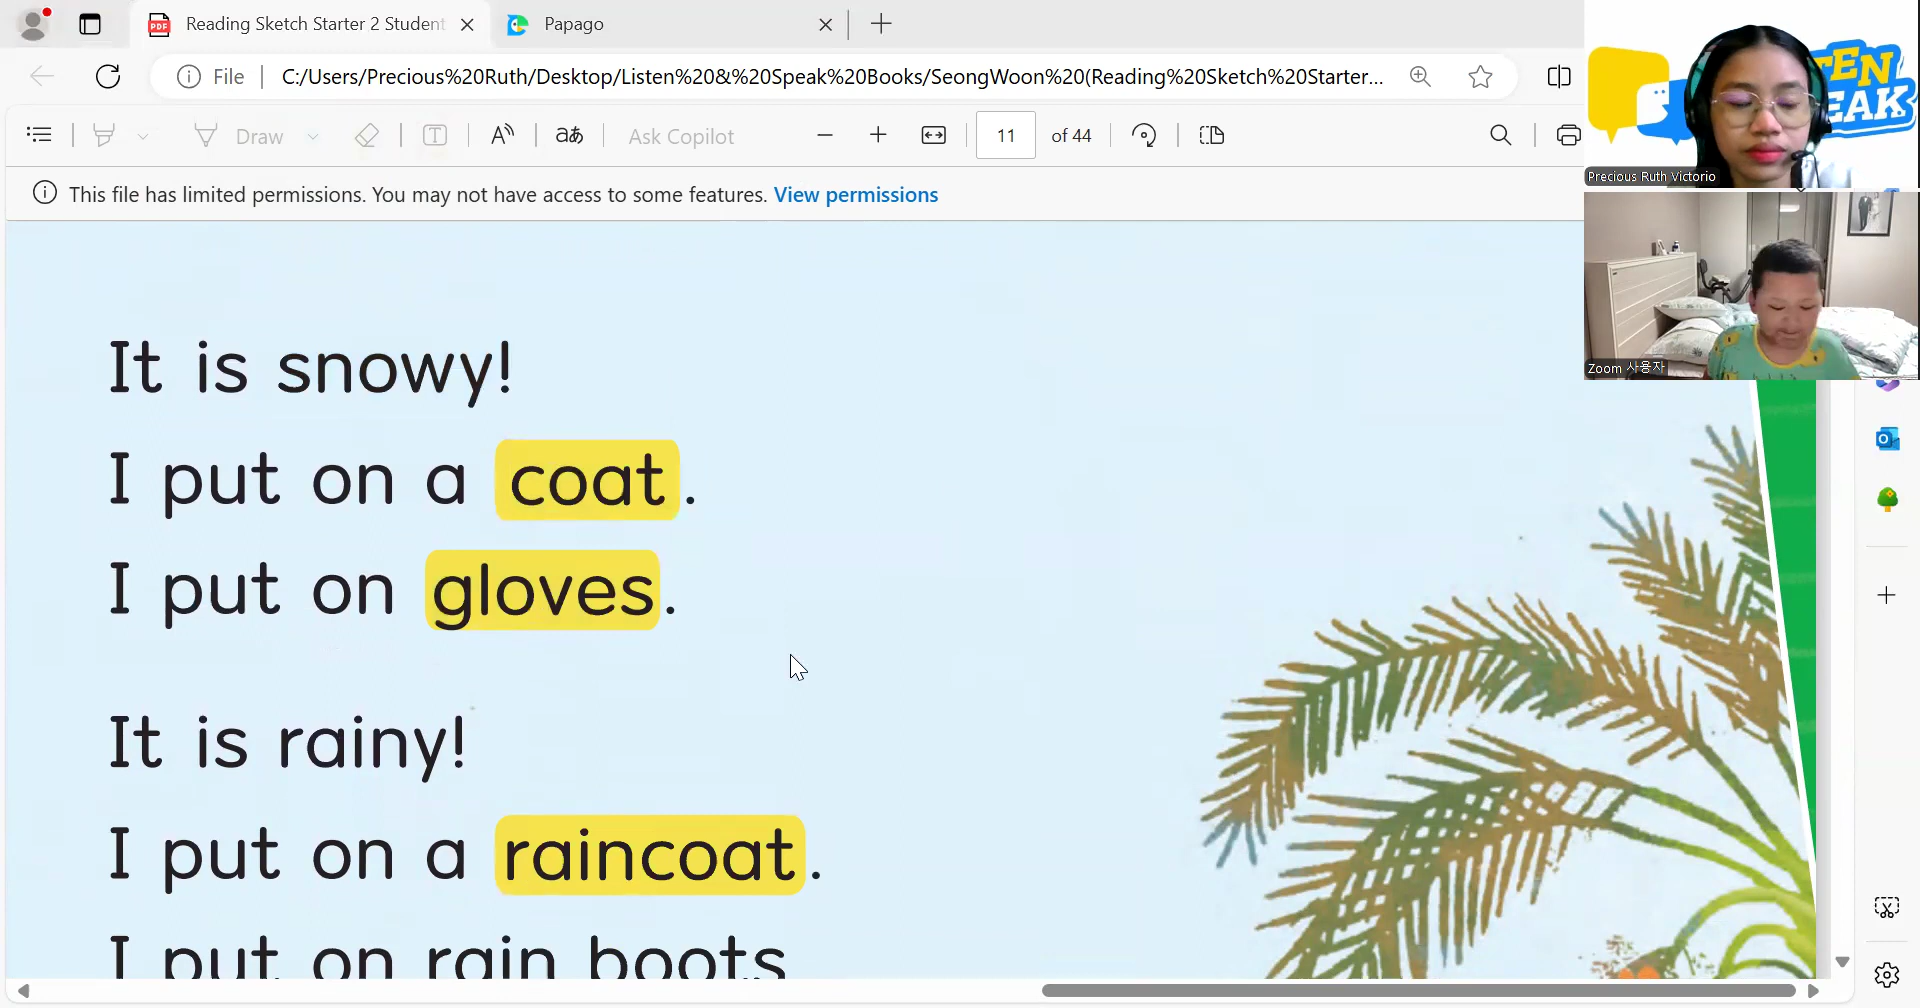 Reading Sketch Starter 2 Student
Papago
File
C:/Users/Precious%20Ruth/Desktop/Listen%20&%20Speak%20Books/SeongWoon%20(Reading%20Sketch%20Starter...
Draw
Ask Copilot
11 of 44
This file has limited permissions. You may not have access to some features. View permissions
TEN
EAK
Precious Ruth Victorio
Zoom 사용자
It is snowy!
I put on a coat.
I put on gloves.
It is rainy!
I put on a raincoat.
I put on rain boots